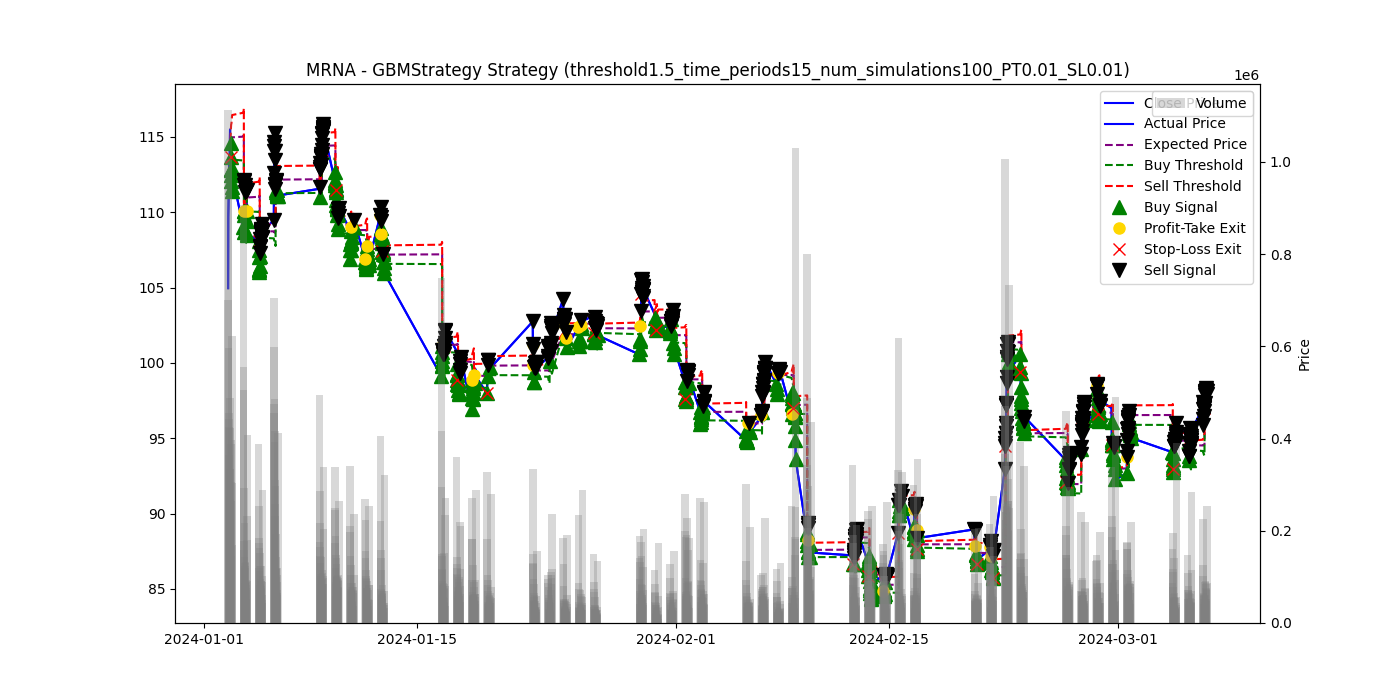 MRNA - GBMStrategy Strategy (threshold1.5_time_periods15_num_simulations100_PT0.01_SL0.01)
1e6
Volume
Actual Price
Expected Price
Buy Threshold
Sell Threshold
Buy Signal
Profit-Take Exit
Stop-Loss Exit
Sell Signal
115
110
105
100
95
90
85
1.0
0.8
0.6
0.4
0.2
0.0
Price
2024-01-01
2024-01-15
2024-02-01
2024-02-15
2024-03-01